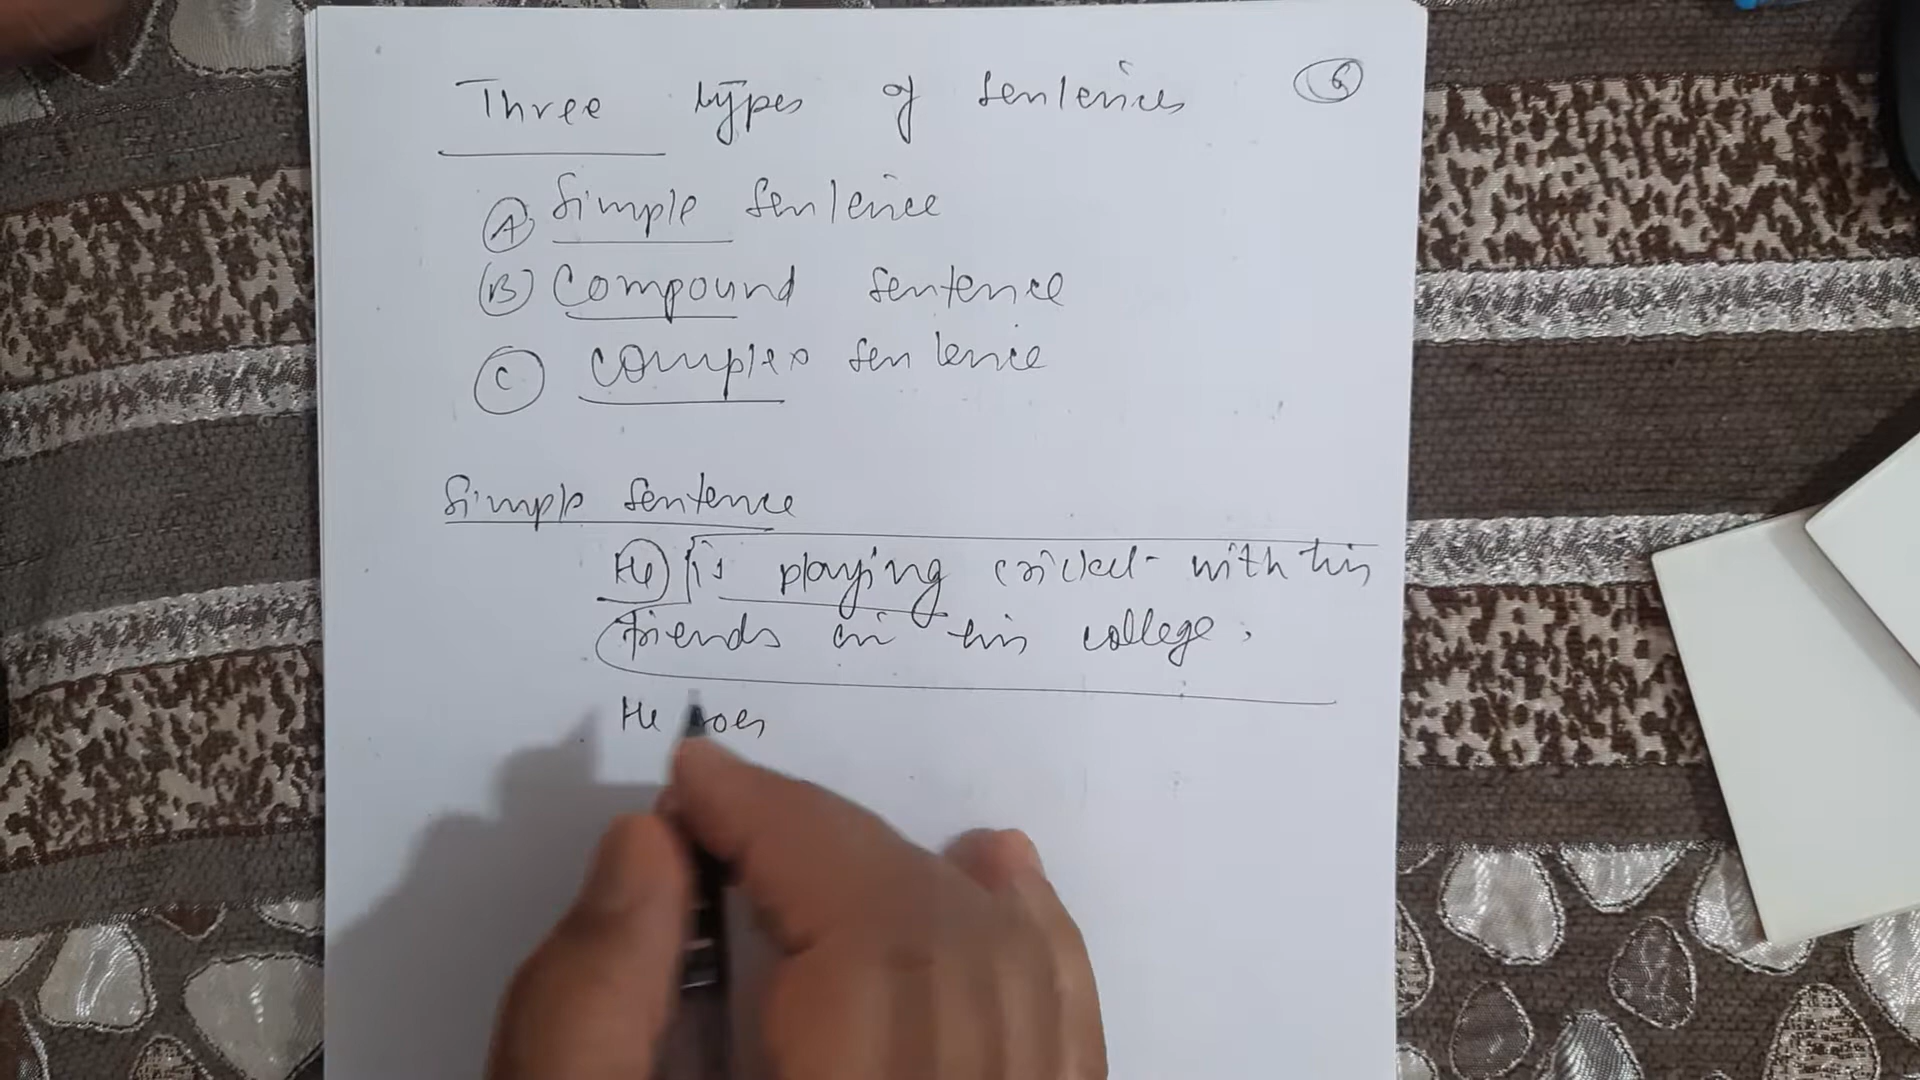 Three types of sentences 6
A Simple sentence
(B) Compound sentence
C complex sentence
Simple sentence
He is playing cricket with his
friends in his college.
He